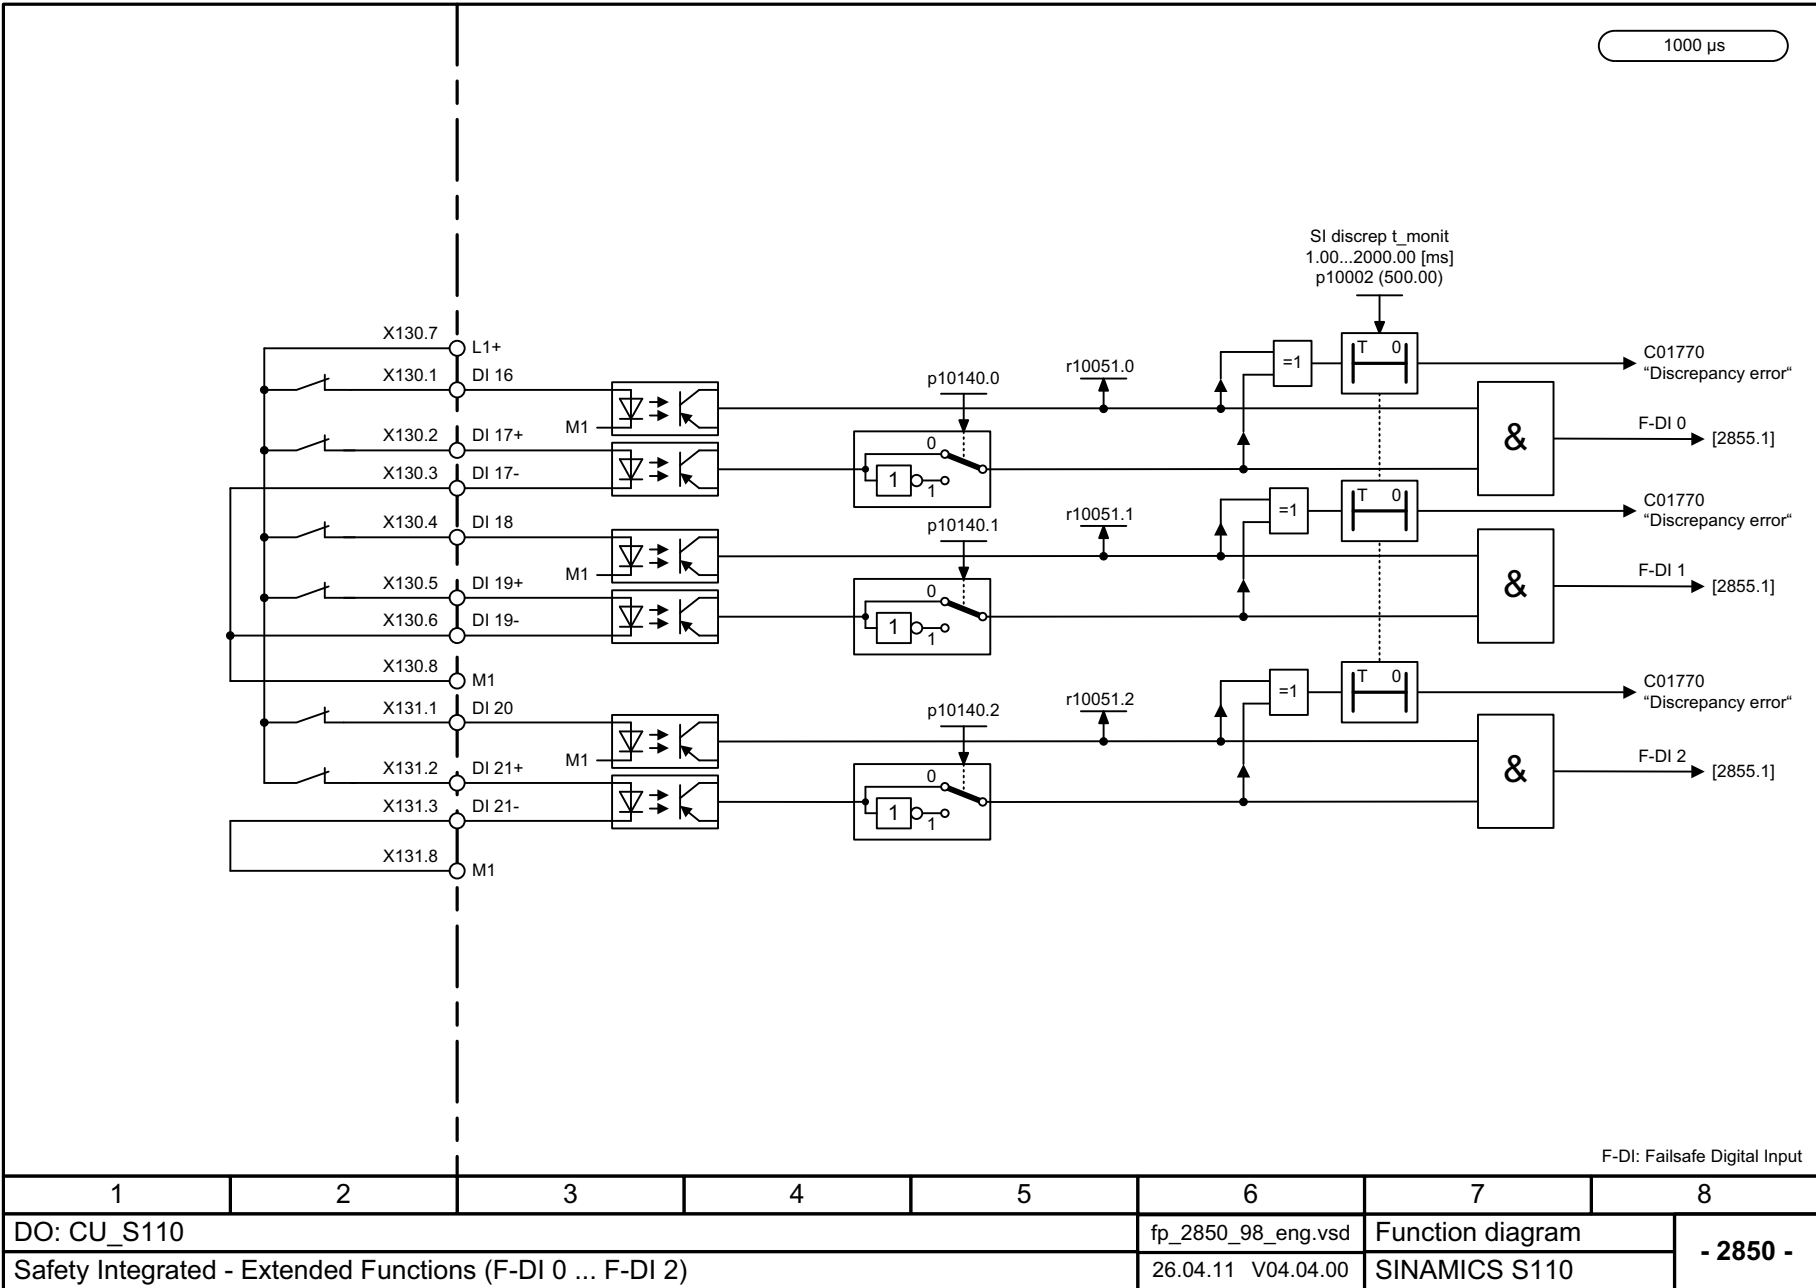 1000 µs
SI discrep t_monit
1.00...2000.00 [ms]
p10002 (500.00)
X130.7
L1+
X130.1
DI 16
M1
X130.2
DI 17+
X130.3
DI 17-
p10140.0
0
1
1
r10051.0
=1
T 0
C01770
“Discrepancy error“
&
F-DI 0
[2855.1]
X130.4
DI 18
M1
X130.5
DI 19+
X130.6
DI 19-
X130.8
M1
p10140.1
0
1
1
r10051.1
=1
T 0
C01770
“Discrepancy error“
&
F-DI 1
[2855.1]
X131.1
DI 20
M1
X131.2
DI 21+
X131.3
DI 21-
X131.8
M1
p10140.2
0
1
1
r10051.2
=1
T 0
C01770
“Discrepancy error“
&
F-DI 2
[2855.1]
F-DI: Failsafe Digital Input
1 2 3 4 5 6 7 8
DO: CU_S110
fp_2850_98_eng.vsd
Function diagram
- 2850 -
Safety Integrated - Extended Functions (F-DI 0 ... F-DI 2)
26.04.11 V04.04.00
SINAMICS S110